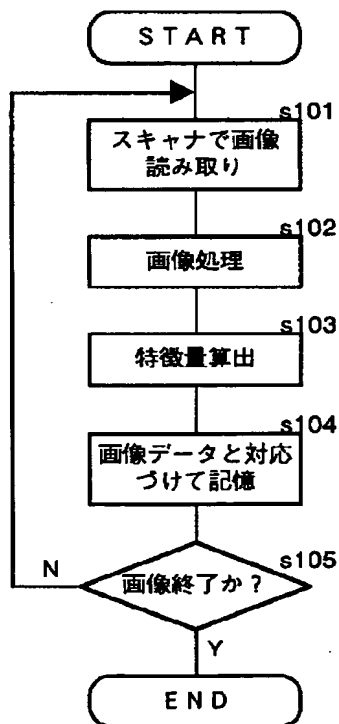 START
s101
スキャナで画像
読み取り
s102
画像処理
s103
特徴量算出
s104
画像データと対応
づけて記憶
s105
画像終了か?
N
Y
END